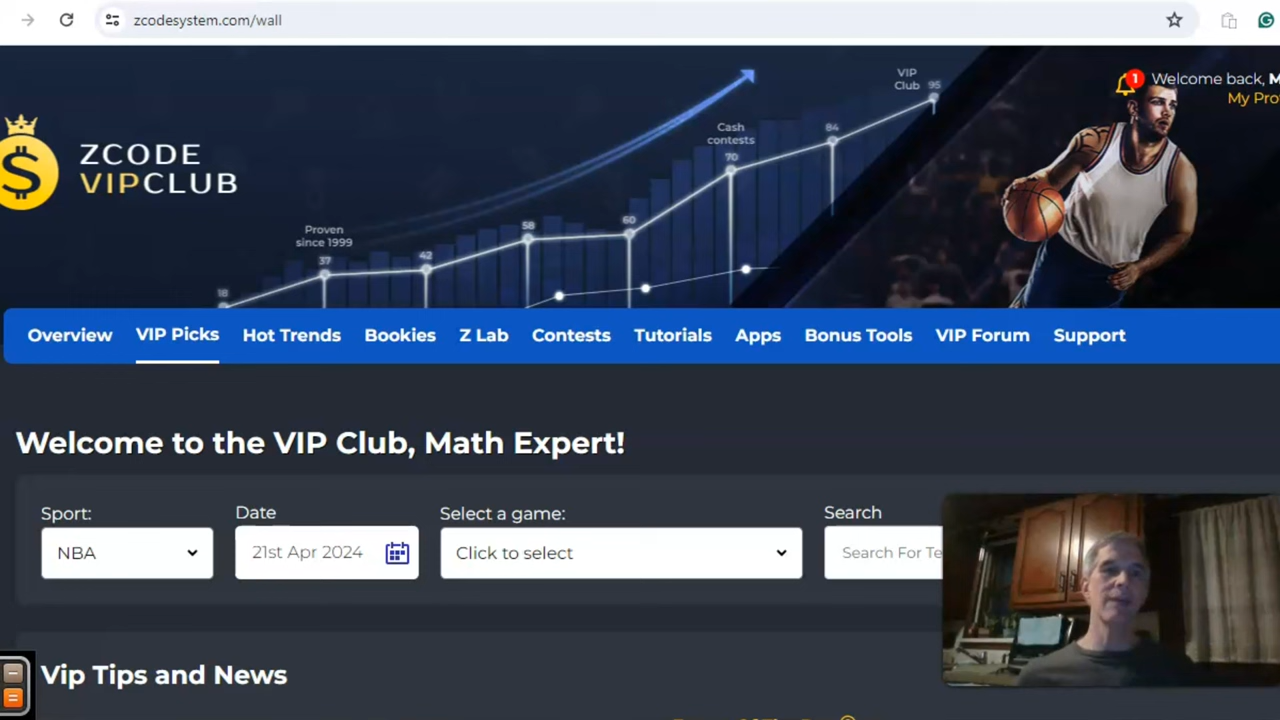 zcodesystem.com/wall
VIP
Club 95
1
Welcome back, M
My Pro
Cash
contests
84
70
ZCODE
VIPCLUB
$
Proven
since 1999
58
60
37
42
18
Overview VIP Picks Hot Trends Bookies Z Lab Contests Tutorials Apps Bonus Tools VIP Forum Support
Welcome to the VIP Club, Math Expert!
Sport: Date Select a game: Search
NBA 21st Apr 2024 Click to select Search For Te
Vip Tips and News